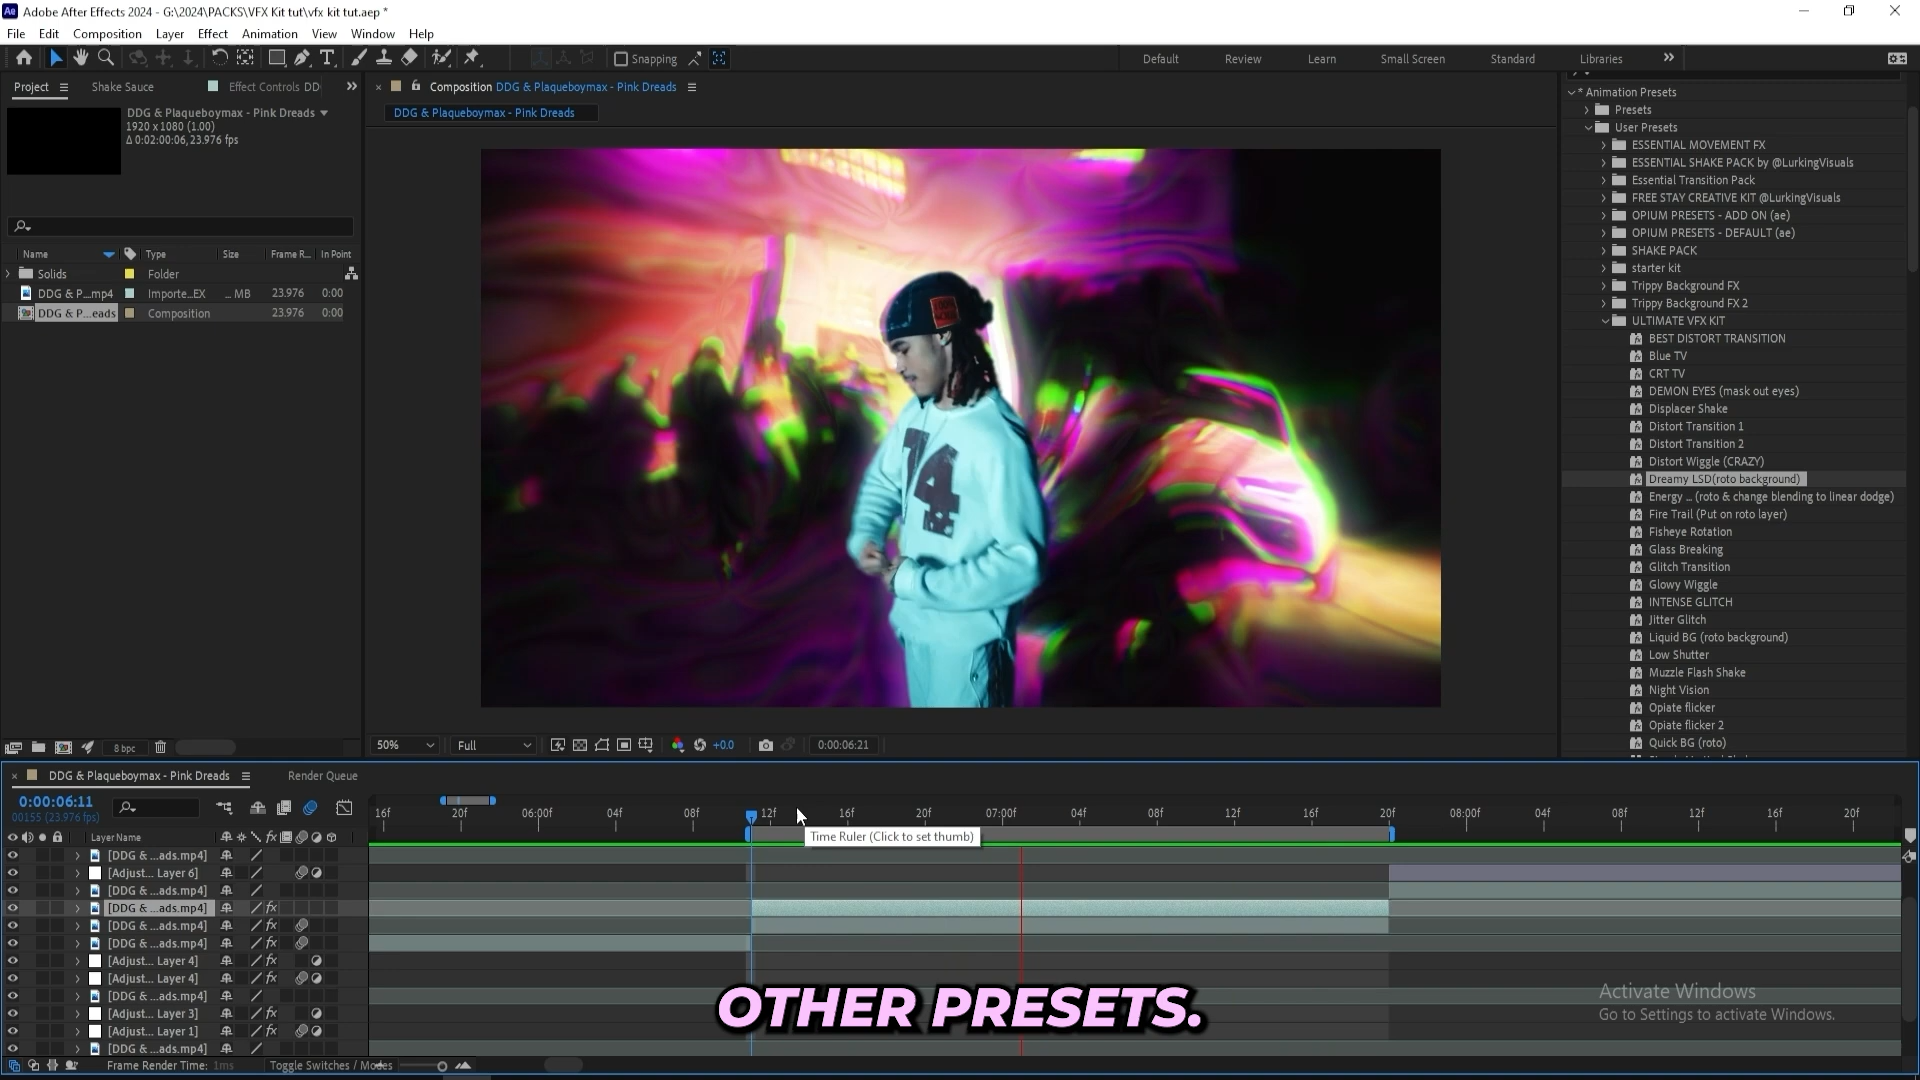 Adobe After Effects 2024 - G:\2024\PACKS\VFX Kit tut\vfx kit tut.aep *
File Edit Composition Layer Effect Animation View Window Help
Snapping
Default Review Learn Small Screen Standard Libraries
Project Shake Sauce Effect Controls DD
Composition DDG & Plaqueboymax - Pink Dreads
DDG & Plaqueboymax - Pink Dreads
DDG & Plaqueboymax - Pink Dreads
1920 x 1080 (1.00)
Δ 0:02:00:06, 23.976 fps
Name Type Size Frame R... In Point
Solids Folder
DDG & P...mp4 Importe...EX ... MB 23.976 0:00
DDG & P...eads Composition 23.976 0:00
74
8 bpc
50% Full +0.0 0:00:06:21
* Animation Presets
Presets
User Presets
ESSENTIAL MOVEMENT FX
ESSENTIAL SHAKE PACK by @LurkingVisuals
Essential Transition Pack
FREE STAY CREATIVE KIT @LurkingVisuals
OPIUM PRESETS - ADD ON (ae)
OPIUM PRESETS - DEFAULT (ae)
SHAKE PACK
starter kit
Trippy Background FX
Trippy Background FX 2
ULTIMATE VFX KIT
BEST DISTORT TRANSITION
Blue TV
CRT TV
DEMON EYES (mask out eyes)
Displacer Shake
Distort Transition 1
Distort Transition 2
Distort Wiggle (CRAZY)
Dreamy LSD(roto background)
Energy ... (roto & change blending to linear dodge)
Fire Trail (Put on roto layer)
Fisheye Rotation
Glass Breaking
Glitch Transition
Glowy Wiggle
INTENSE GLITCH
Jitter Glitch
Liquid BG (roto background)
Low Shutter
Muzzle Flash Shake
Night Vision
Opiate flicker
Opiate flicker 2
Quick BG (roto)
DDG & Plaqueboymax - Pink Dreads Render Queue
0:00:06:11
00155 (23.976 fps)
16f 20f 06:00f 04f 08f 12f 16f 20f 07:00f 04f 08f 12f 16f 20f 08:00f 04f 08f 12f 16f 20f
Time Ruler (Click to set thumb)
Layer Name
[DDG & ...ads.mp4]
[Adjust... Layer 6]
[DDG & ...ads.mp4]
[DDG & ...ads.mp4]
[DDG & ...ads.mp4]
[DDG & ...ads.mp4]
[Adjust... Layer 4]
[Adjust... Layer 4]
[DDG & ...ads.mp4]
[Adjust... Layer 3]
[Adjust... Layer 1]
[DDG & ...ads.mp4]
OTHER PRESETS.
Activate Windows
Go to Settings to activate Windows.
Frame Render Time: 1ms Toggle Switches / Modes